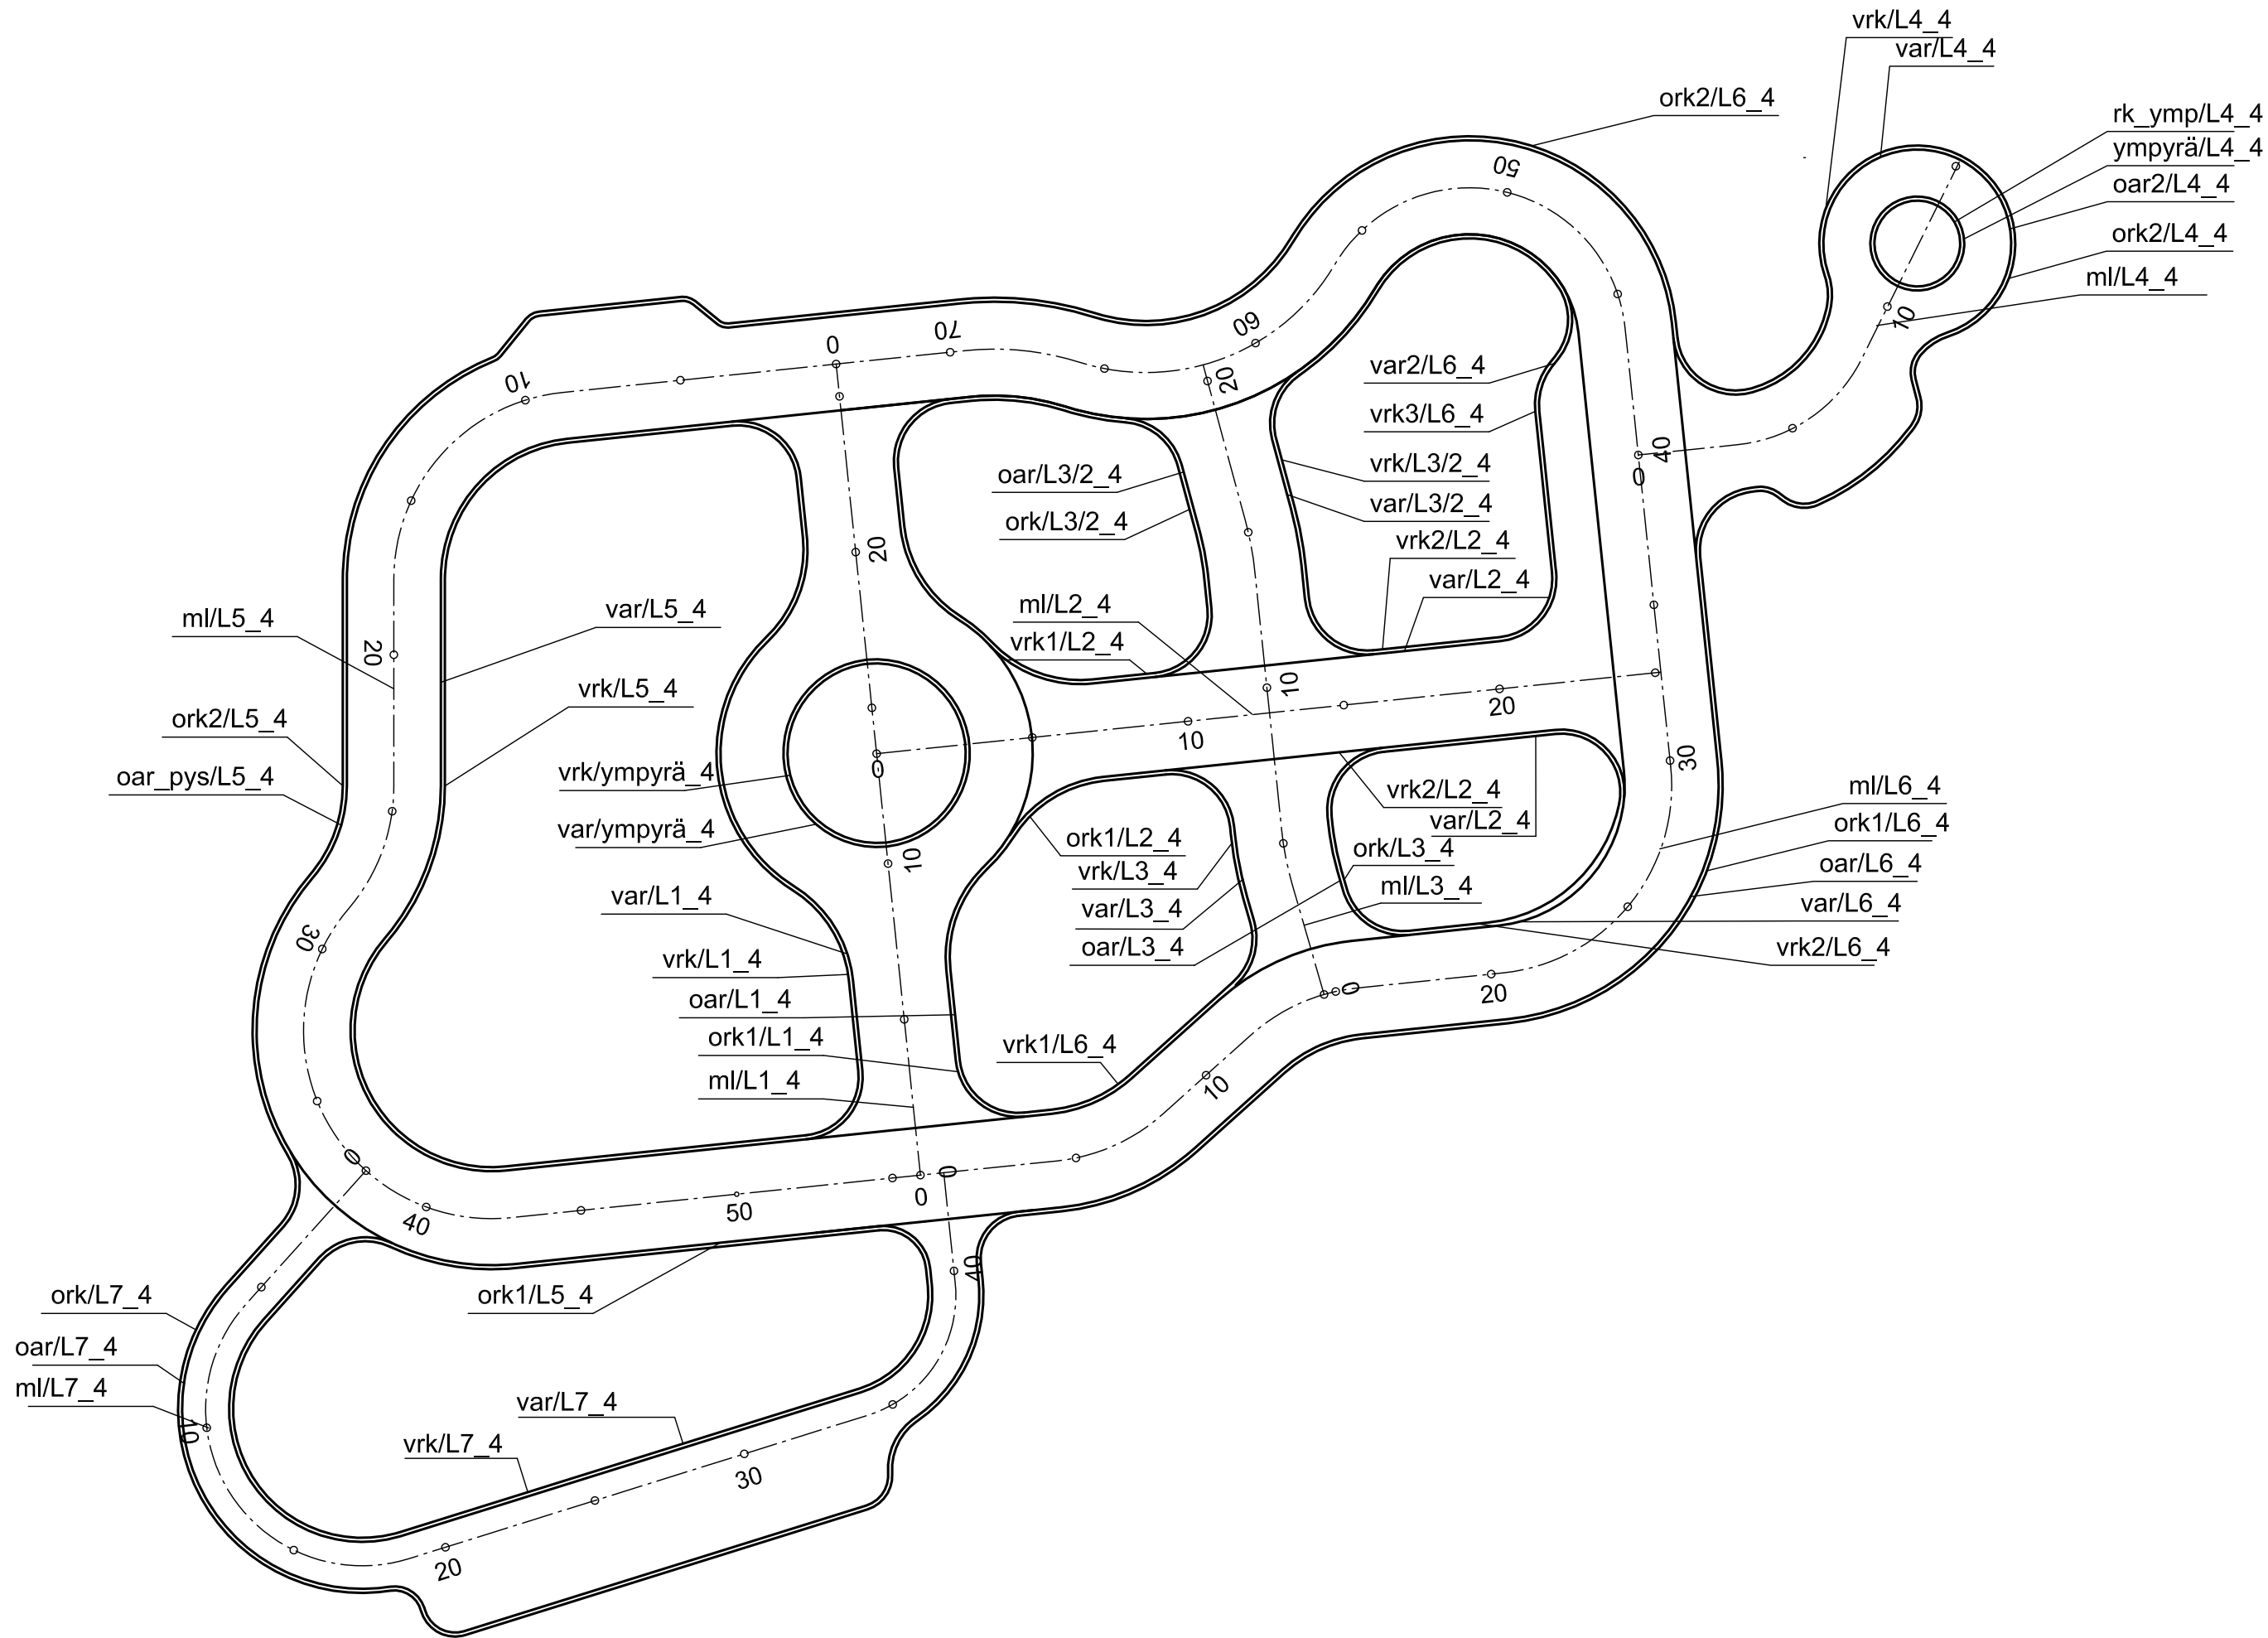 vrk/L4_4
var/L4_4
ork2/L6_4
rk_ymp/L4_4
ympyrä/L4_4
oar2/L4_4
ork2/L4_4
ml/L4_4
50
10
60
70
0
10
20
40
0
var2/L6_4
vrk3/L6_4
vrk/L3/2_4
var/L3/2_4
oar/L3/2_4
ork/L3/2_4
vrk2/L2_4
var/L2_4
ml/L2_4
vrk1/L2_4
20
20
ml/L5_4
var/L5_4
vrk/L5_4
ork2/L5_4
oar_pys/L5_4
10
20
10
0
30
vrk/ympyrä_4
var/ympyrä_4
vrk2/L2_4
var/L2_4
ml/L6_4
ork1/L6_4
oar/L6_4
var/L6_4
vrk2/L6_4
ork1/L2_4
vrk/L3_4
var/L3_4
oar/L3_4
ork/L3_4
ml/L3_4
10
30
var/L1_4
vrk/L1_4
oar/L1_4
ork1/L1_4
ml/L1_4
vrk1/L6_4
0
20
10
0
40
50
0
0
40
ork/L7_4
oar/L7_4
ml/L7_4
10
ork1/L5_4
var/L7_4
vrk/L7_4
30
20